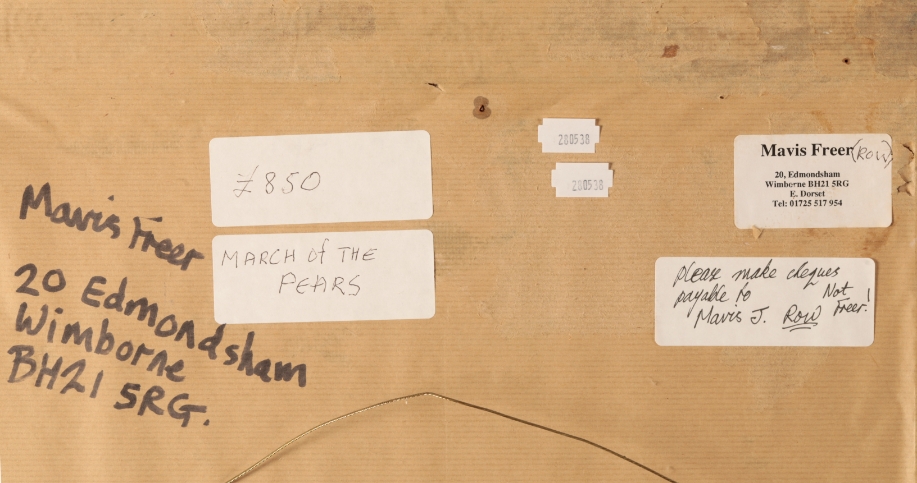 Mavis Freer
20 Edmondsham
Wimborne
BH21 5RG.
£850
MARCH of THE
PEARS
280538
280538
Mavis Freer (ROW)
20, Edmondsham
Wimborne BH21 5RG
E. Dorset
Tel: 01725 517 954
please make cheques
payable to Not
Mavis J. Row Freer!